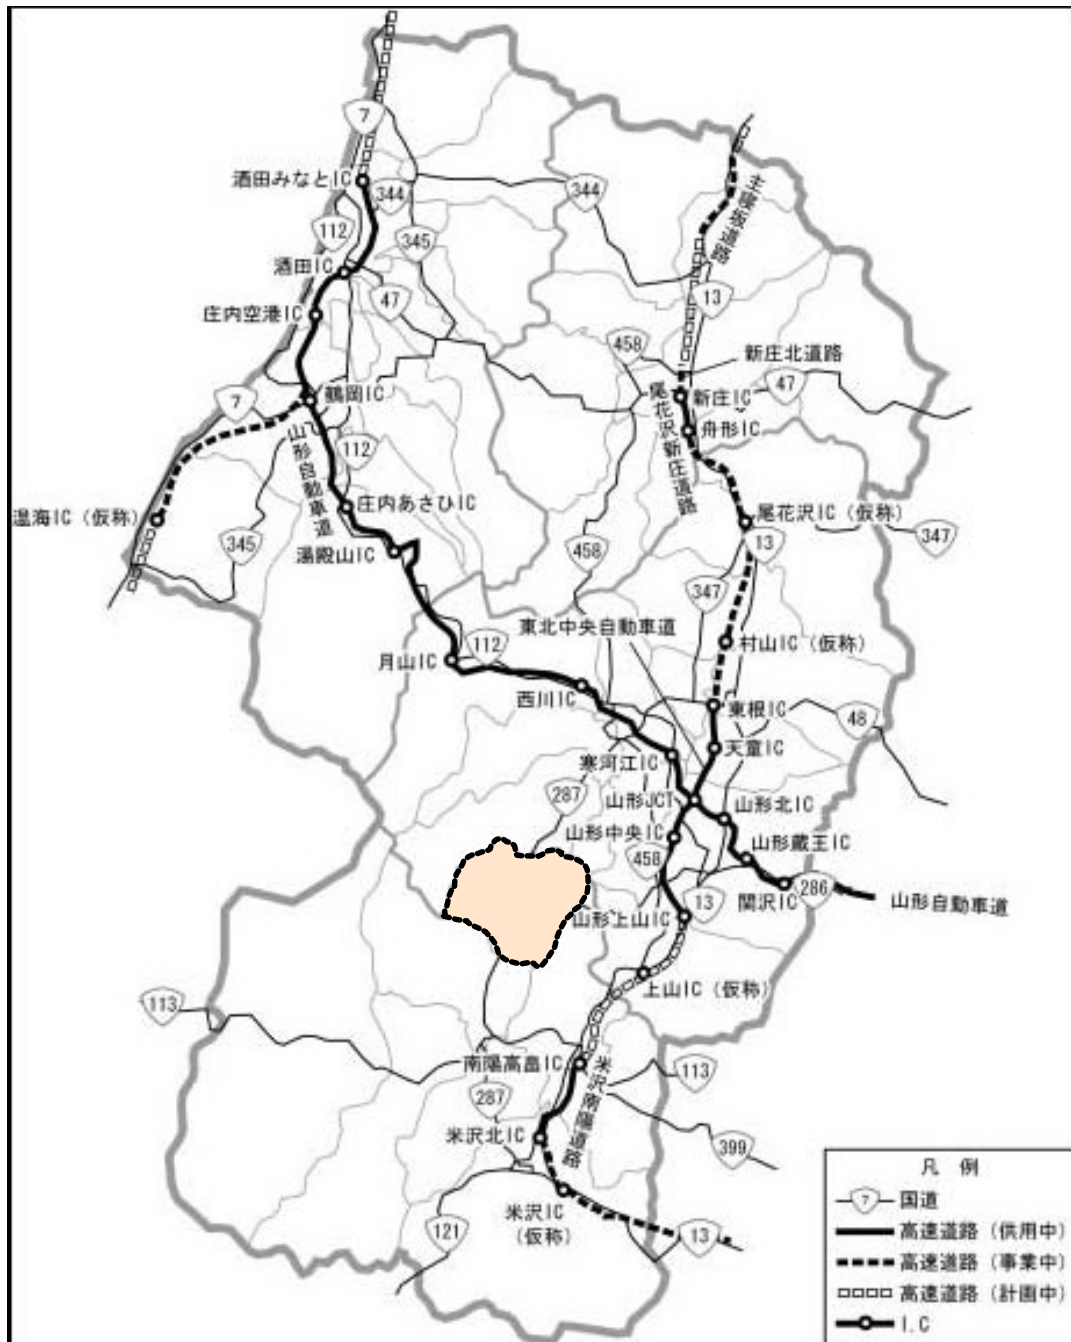 7
酒田みなとIC
344
344
主寝坂道路
112
345
酒田IC
47
13
庄内空港IC
458
新庄北道路
47
7
鶴岡IC
新庄IC
尾花沢新庄道路
舟形IC
山形自動車道
112
庄内あさひIC
温海IC（仮称）
尾花沢IC（仮称）
345
湯殿山IC
458
13
347
347
東北中央自動車道
112
村山IC（仮称）
月山IC
西川IC
東根IC
48
天童IC
寒河江IC
287
山形JCT
山形北IC
山形中央IC
山形蔵王IC
458
関沢IC
286
山形自動車道
13
山形上山IC
上山IC（仮称）
113
南陽高畠IC
113
米沢南陽道路
287
米沢北IC
399
米沢IC
（仮称）
121
13
凡 例
7 国道
高速道路（供用中）
高速道路（事業中）
高速道路（計画中）
I.C